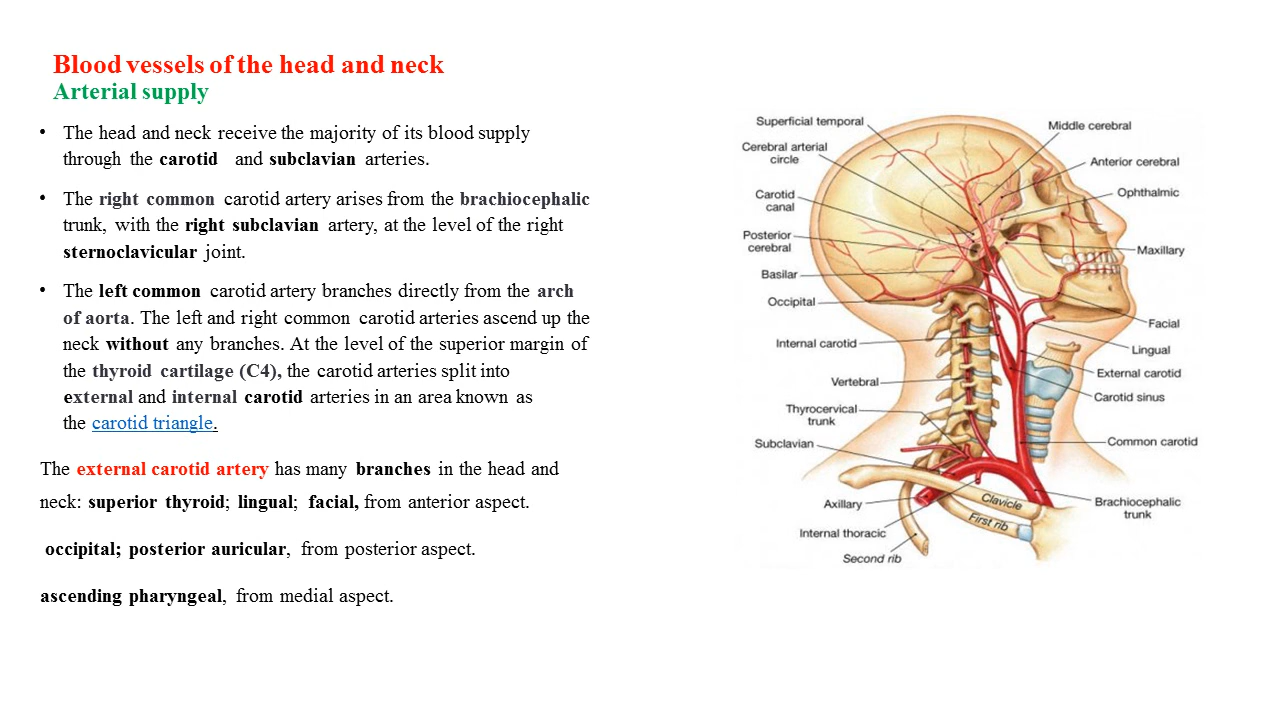 Blood vessels of the head and neck
Arterial supply
• The head and neck receive the majority of its blood supply
through the carotid and subclavian arteries.
• The right common carotid artery arises from the brachiocephalic
trunk, with the right subclavian artery, at the level of the right
sternoclavicular joint.
• The left common carotid artery branches directly from the arch
of aorta. The left and right common carotid arteries ascend up the
neck without any branches. At the level of the superior margin of
the thyroid cartilage (C4), the carotid arteries split into
external and internal carotid arteries in an area known as
the carotid triangle.
The external carotid artery has many branches in the head and
neck: superior thyroid; lingual; facial, from anterior aspect.
occipital; posterior auricular, from posterior aspect.
ascending pharyngeal, from medial aspect.
Superficial temporal
Cerebral arterial
circle
Carotid
canal
Posterior
cerebral
Basilar
Occipital
Internal carotid
Vertebral
Thyrocervical
trunk
Subclavian
Axillary
Internal thoracic
Second rib
Middle cerebral
Anterior cerebral
Ophthalmic
Maxillary
Facial
Lingual
External carotid
Carotid sinus
Common carotid
Brachiocephalic
trunk
Clavicle
First rib